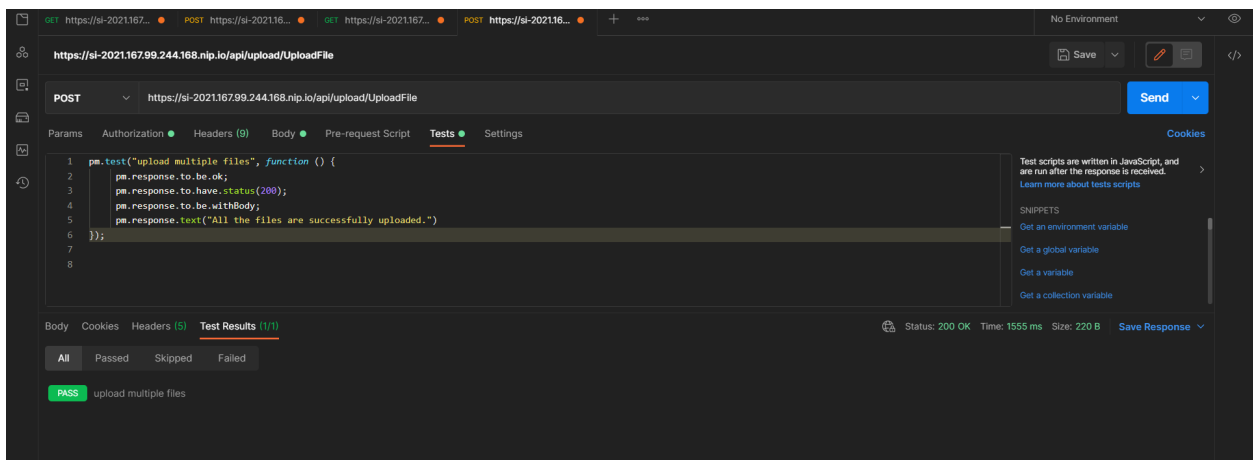 GET https://si-2021.167... POST https://si-2021.16... GET https://si-2021.167... POST https://si-2021.16... + ooo No Environment
https://si-2021.167.99.244.168.nip.io/api/upload/UploadFile Save </>
POST https://si-2021.167.99.244.168.nip.io/api/upload/UploadFile Send
Params Authorization Headers (9) Body Pre-request Script Tests Settings Cookies
1 pm.test("upload multiple files", function () {
2 pm.response.to.be.ok;
3 pm.response.to.have.status(200);
4 pm.response.to.be.withBody;
5 pm.response.text("All the files are successfully uploaded.")
6 });
7
8
Test scripts are written in JavaScript, and
are run after the response is received.
Learn more about tests scripts
SNIPPETS
Get an environment variable
Get a global variable
Get a variable
Get a collection variable
Body Cookies Headers (5) Test Results (1/1) Status: 200 OK Time: 1555 ms Size: 220 B Save Response
All Passed Skipped Failed
PASS upload multiple files